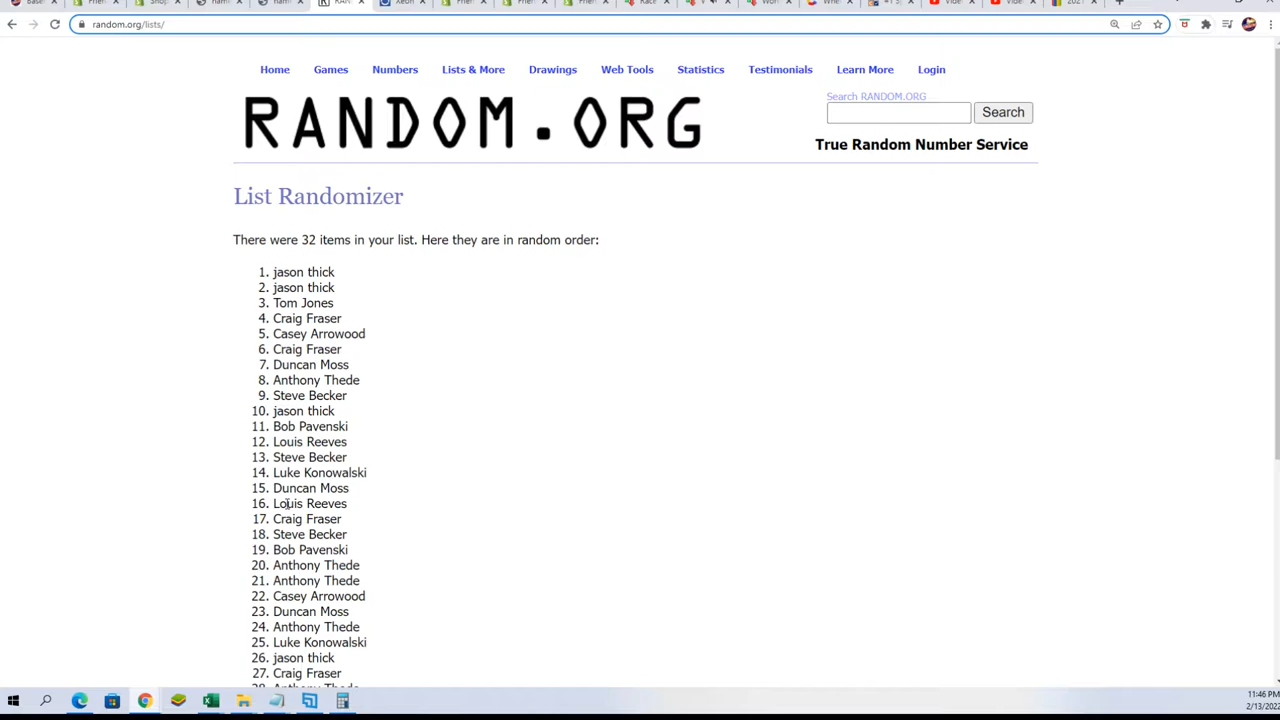 random.org/lists/
Home Games Numbers Lists & More Drawings Web Tools Statistics Testimonials Learn More Login
RANDOM.ORG
Search RANDOM.ORG
Search
True Random Number Service
List Randomizer
There were 32 items in your list. Here they are in random order:
1. jason thick
2. jason thick
3. Tom Jones
4. Craig Fraser
5. Casey Arrowood
6. Craig Fraser
7. Duncan Moss
8. Anthony Thede
9. Steve Becker
10. jason thick
11. Bob Pavenski
12. Louis Reeves
13. Steve Becker
14. Luke Konowalski
15. Duncan Moss
16. Louis Reeves
17. Craig Fraser
18. Steve Becker
19. Bob Pavenski
20. Anthony Thede
21. Anthony Thede
22. Casey Arrowood
23. Duncan Moss
24. Anthony Thede
25. Luke Konowalski
26. jason thick
27. Craig Fraser
28. Anthony Thede
11:46 PM